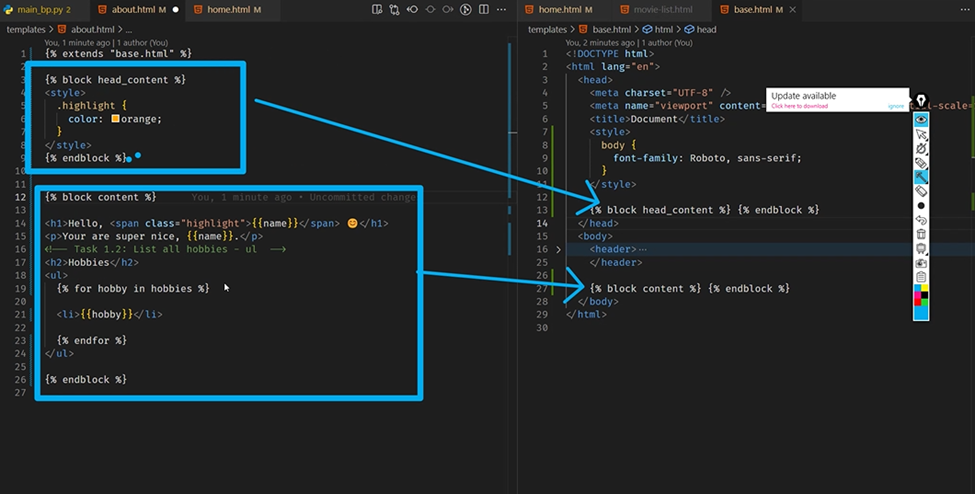 main_bp.py 2 about.html M home.html M
templates > about.html > ...
You, 1 minute ago | 1 author (You)
1 {% extends "base.html" %}
2
3 {% block head_content %}
4 <style>
5 .highlight {
6 color: orange;
7 }
8 </style>
9 {% endblock %}
10
11
12 {% block content %} You, 1 minute ago • Uncommitted change
13
14 <h1>Hello, <span class="highlight">{{name}}</span> 😊</h1>
15 <p>Your are super nice, {{name}}.</p>
16 <!-- Task 1.2: List all hobbies - ul -->
17 <h2>Hobbies</h2>
18 <ul>
19 {% for hobby in hobbies %}
20
21 <li>{{hobby}}</li>
22
23 {% endfor %}
24 </ul>
25
26 {% endblock %}
27
home.html M movie-list.html base.html M
templates > base.html > html > head
You, 2 minutes ago | 1 author (You)
1 <!DOCTYPE html>
2 <html lang="en">
3 <head>
4 <meta charset="UTF-8" />
5 <meta name="viewport" content=
6 <title>Document</title>
7 <style>
8 body {
9 font-family: Roboto, sans-serif;
10 }
11 </style>
12
13 {% block head_content %} {% endblock %}
14 </head>
15 <body>
16 <header> ...
25 </header>
26
27 {% block content %} {% endblock %}
28 </body>
29 </html>
30
Update available
Click here to download ignore